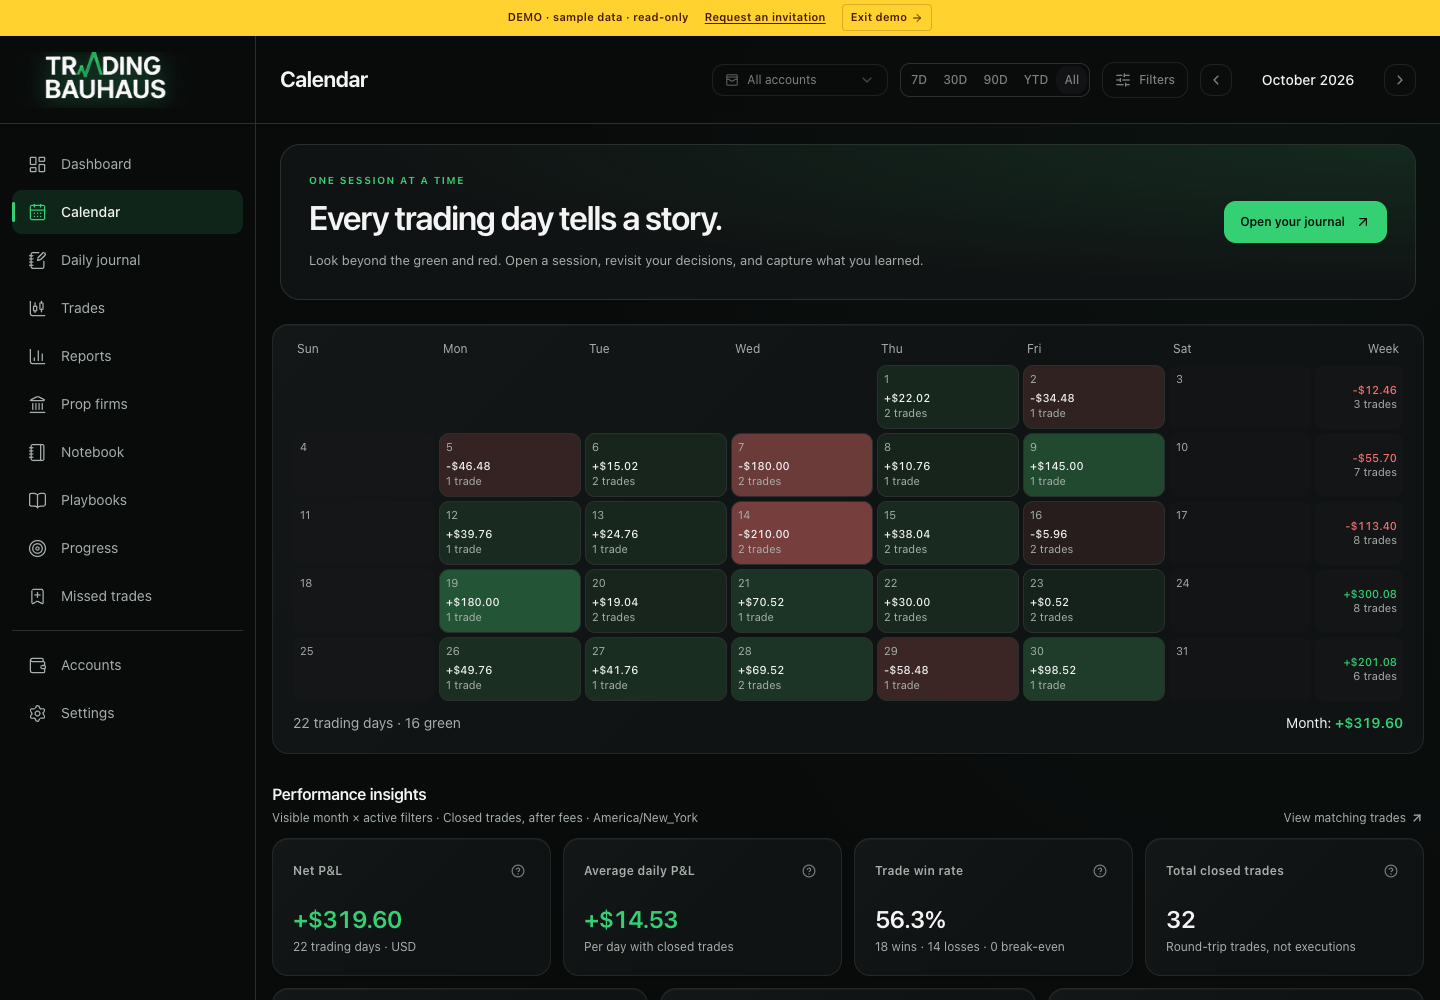 DEMO · sample data · read-only Request an invitation Exit demo →
TRADING
BAUHAUS
Calendar
All accounts
7D 30D 90D YTD All
Filters
October 2026
Dashboard
Calendar
Daily journal
Trades
Reports
Prop firms
Notebook
Playbooks
Progress
Missed trades
Accounts
Settings
ONE SESSION AT A TIME
Every trading day tells a story.
Look beyond the green and red. Open a session, revisit your decisions, and capture what you learned.
Open your journal
Sun Mon Tue Wed Thu Fri Sat Week
1 2 3
+$22.02 -$34.48 -$12.46
2 trades 1 trade 3 trades
4 5 6 7 8 9 10
-$46.48 +$15.02 -$180.00 +$10.76 +$145.00 -$55.70
1 trade 2 trades 2 trades 1 trade 1 trade 7 trades
11 12 13 14 15 16 17
+$39.76 +$24.76 -$210.00 +$38.04 -$5.96 -$113.40
1 trade 1 trade 2 trades 2 trades 2 trades 8 trades
18 19 20 21 22 23 24
+$180.00 +$19.04 +$70.52 +$30.00 +$0.52 +$300.08
1 trade 2 trades 1 trade 2 trades 2 trades 8 trades
25 26 27 28 29 30 31
+$49.76 +$41.76 +$69.52 -$58.48 +$98.52 +$201.08
1 trade 1 trade 2 trades 1 trade 1 trade 6 trades
22 trading days · 16 green Month: +$319.60
Performance insights
Visible month × active filters · Closed trades, after fees · America/New_York
View matching trades
Net P&L
+$319.60
22 trading days · USD
Average daily P&L
+$14.53
Per day with closed trades
Trade win rate
56.3%
18 wins · 14 losses · 0 break-even
Total closed trades
32
Round-trip trades, not executions